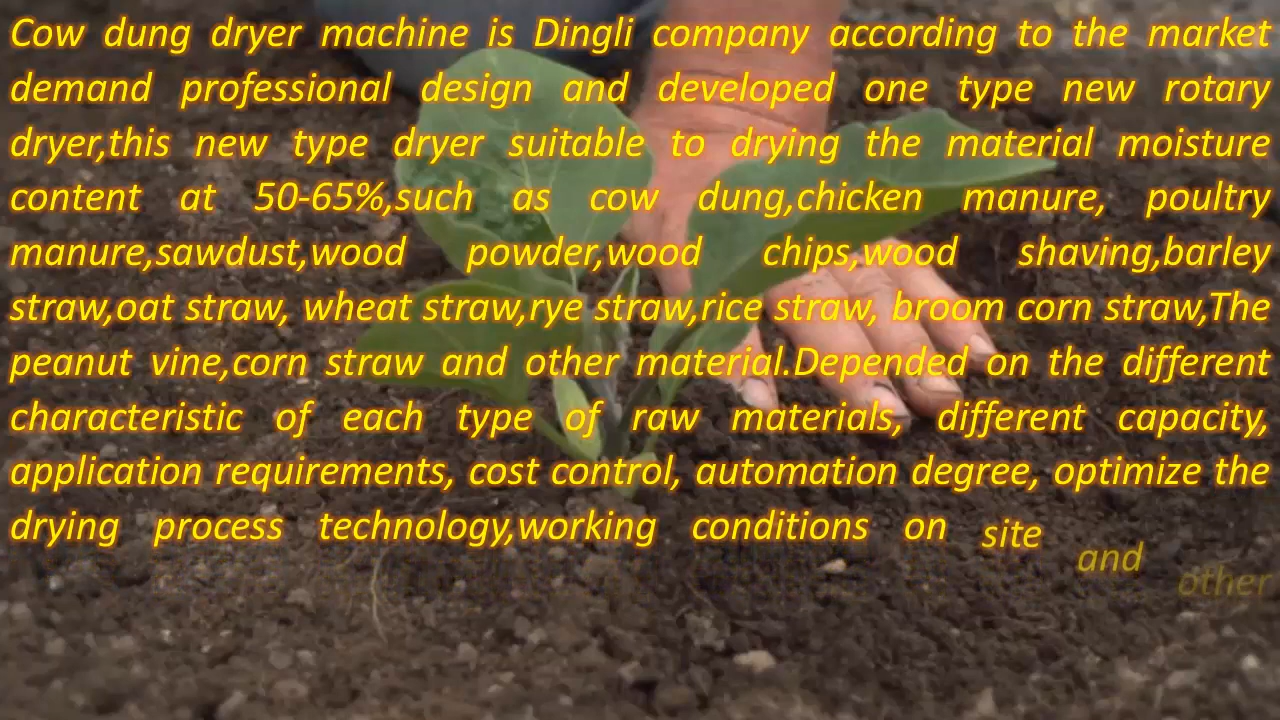 Cow dung dryer machine is Dingli company according to the market
demand professional design and developed one type new rotary
dryer,this new type dryer suitable to drying the material moisture
content at 50-65%,such as cow dung,chicken manure, poultry
manure,sawdust,wood powder,wood chips,wood shaving,barley
straw,oat straw, wheat straw,rye straw,rice straw, broom corn straw,The
peanut vine,corn straw and other material.Depended on the different
characteristic of each type of raw materials, different capacity,
application requirements, cost control, automation degree, optimize the
drying process technology,working conditions on site and other